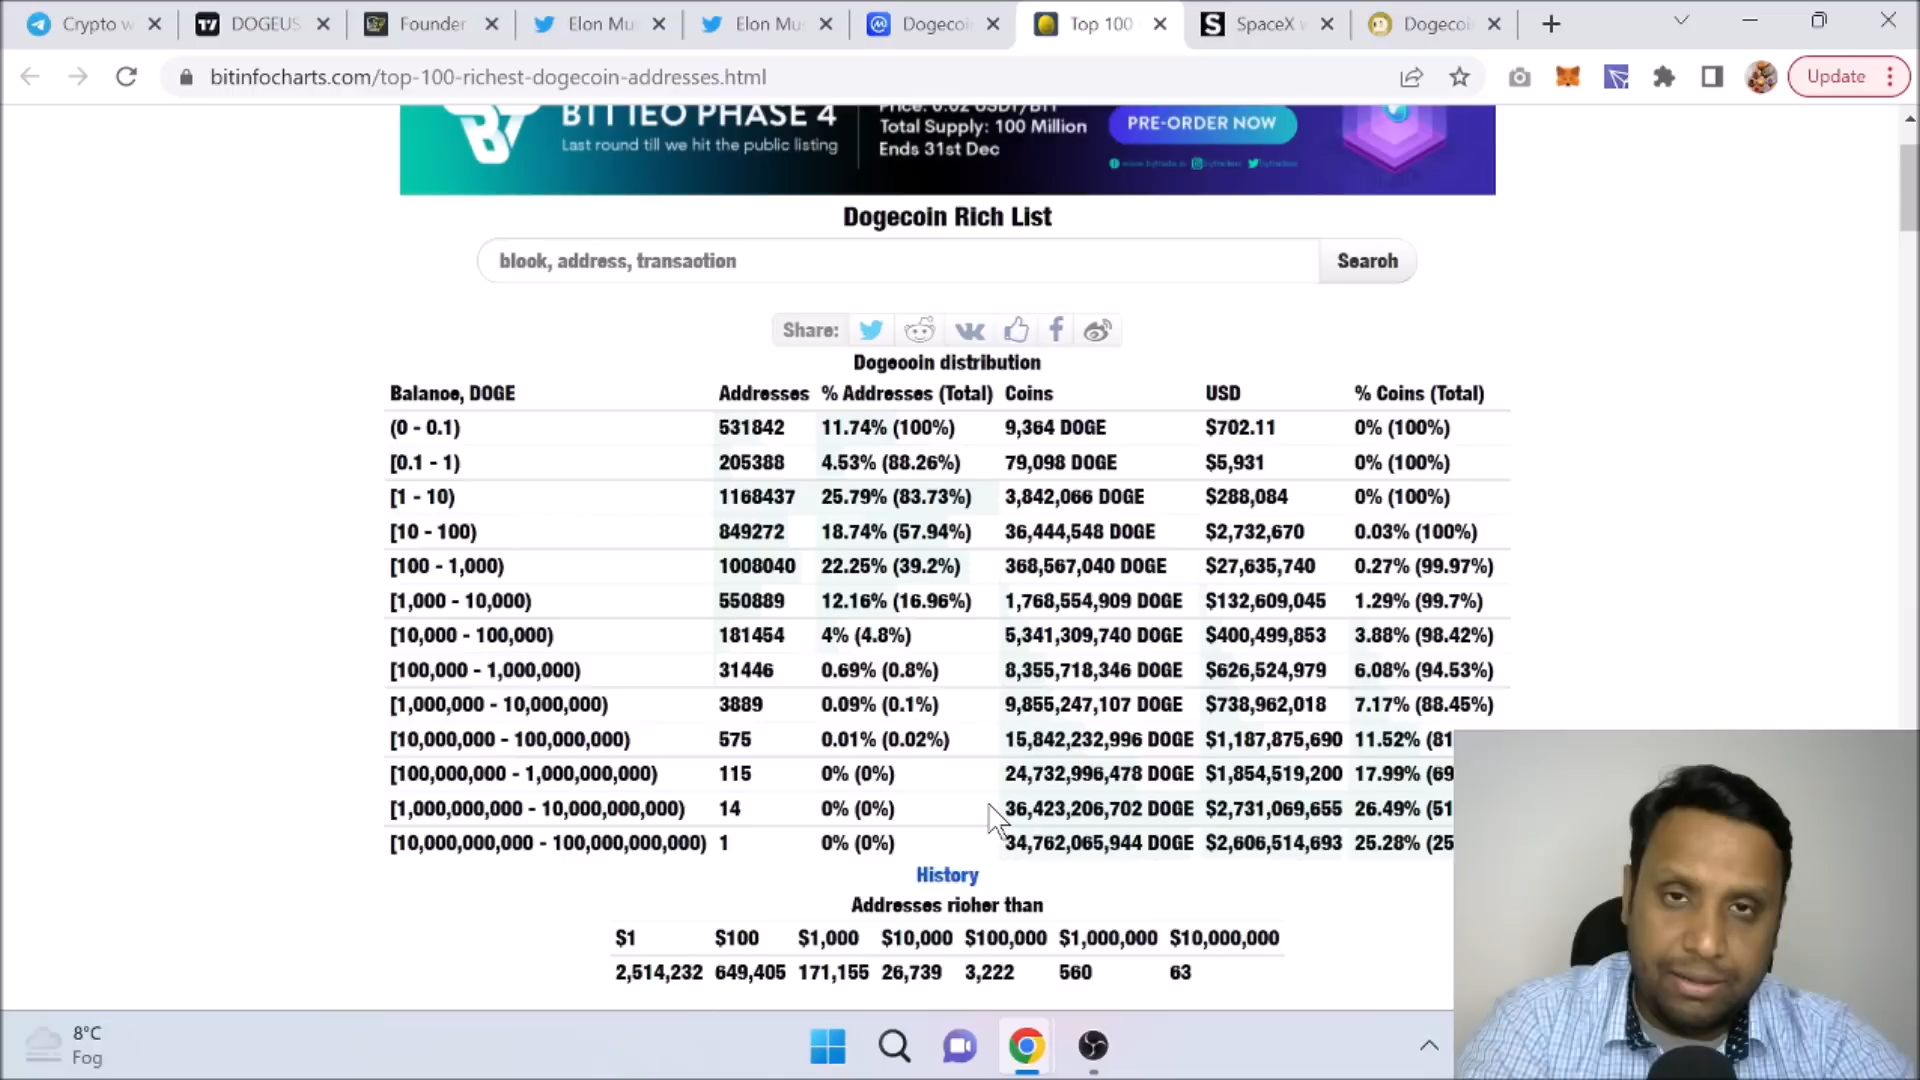 Crypto w
DOGEUS
Founder
Elon Mu
Elon Mu
Dogecoi
Top 100
SpaceX
Dogecoi
bitinfocharts.com/top-100-richest-dogecoin-addresses.html
Update
PHASE 4
Last round till we hit the public listing
Price: 0.02
Total Supply: 100 Million
Ends 31st Dec
PRE-ORDER NOW
Dogecoin Rich List
block, address, transaction
Search
Share:
Dogecoin distribution
Balance, DOGE Addresses % Addresses (Total) Coins USD % Coins (Total)
(0 - 0.1) 531842 11.74% (100%) 9,364 DOGE $702.11 0% (100%)
[0.1 - 1) 205388 4.53% (88.26%) 79,098 DOGE $5,931 0% (100%)
[1 - 10) 1168437 25.79% (83.73%) 3,842,066 DOGE $288,084 0% (100%)
[10 - 100) 849272 18.74% (57.94%) 36,444,548 DOGE $2,732,670 0.03% (100%)
[100 - 1,000) 1008040 22.25% (39.2%) 368,567,040 DOGE $27,635,740 0.27% (99.97%)
[1,000 - 10,000) 550889 12.16% (16.96%) 1,768,554,909 DOGE $132,609,045 1.29% (99.7%)
[10,000 - 100,000) 181454 4% (4.8%) 5,341,309,740 DOGE $400,499,853 3.88% (98.42%)
[100,000 - 1,000,000) 31446 0.69% (0.8%) 8,355,718,346 DOGE $626,524,979 6.08% (94.53%)
[1,000,000 - 10,000,000) 3889 0.09% (0.1%) 9,855,247,107 DOGE $738,962,018 7.17% (88.45%)
[10,000,000 - 100,000,000) 575 0.01% (0.02%) 15,842,232,996 DOGE $1,187,875,690 11.52% (81
[100,000,000 - 1,000,000,000) 115 0% (0%) 24,732,996,478 DOGE $1,854,519,200 17.99% (69
[1,000,000,000 - 10,000,000,000) 14 0% (0%) 36,423,206,702 DOGE $2,731,069,655 26.49% (51
[10,000,000,000 - 100,000,000,000) 1 0% (0%) 34,762,065,944 DOGE $2,606,514,693 25.28% (25
History
Addresses richer than
$1 $100 $1,000 $10,000 $100,000 $1,000,000 $10,000,000
2,514,232 649,405 171,155 26,739 3,222 560 63
8°C
Fog